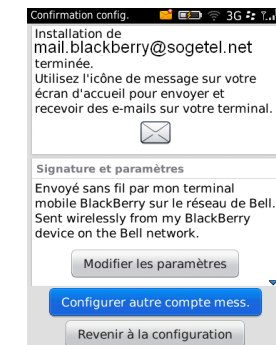 Confirmation config. 3G
Installation de
mail.blackberry@sogetel.net
terminée.
Utilisez l'icône de message sur votre
écran d'accueil pour envoyer et
recevoir des e-mails sur votre terminal.
Signature et paramètres
Envoyé sans fil par mon terminal
mobile BlackBerry sur le réseau de Bell.
Sent wirelessly from my BlackBerry
device on the Bell network.
Modifier les paramètres
Configurer autre compte mess.
Revenir à la configuration